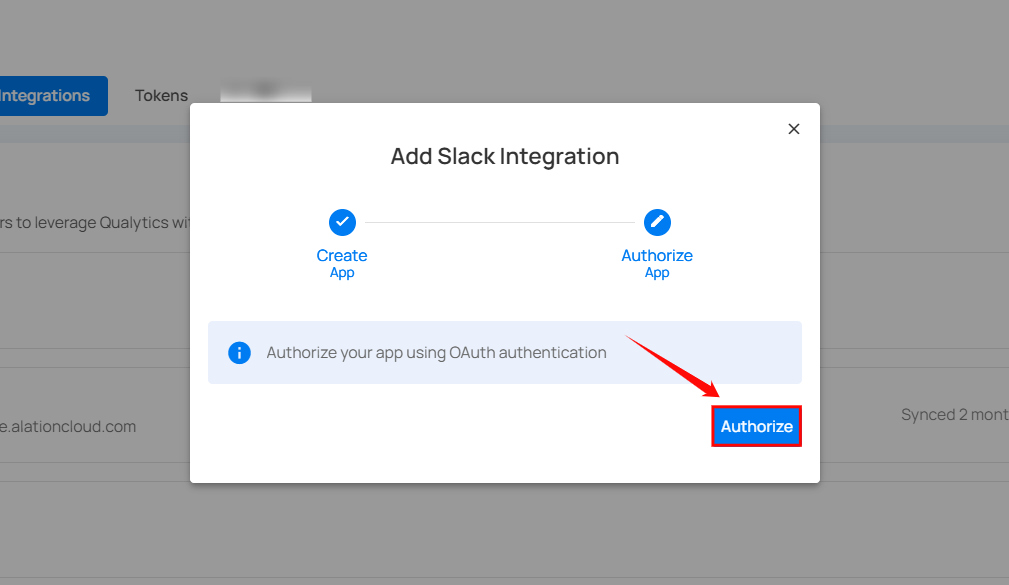 Integrations
Tokens
Add Slack Integration
Create
App
Authorize
App
rs to leverage Qualytics wit
Authorize your app using OAuth authentication
Authorize
e.alationcloud.com
Synced 2 mont